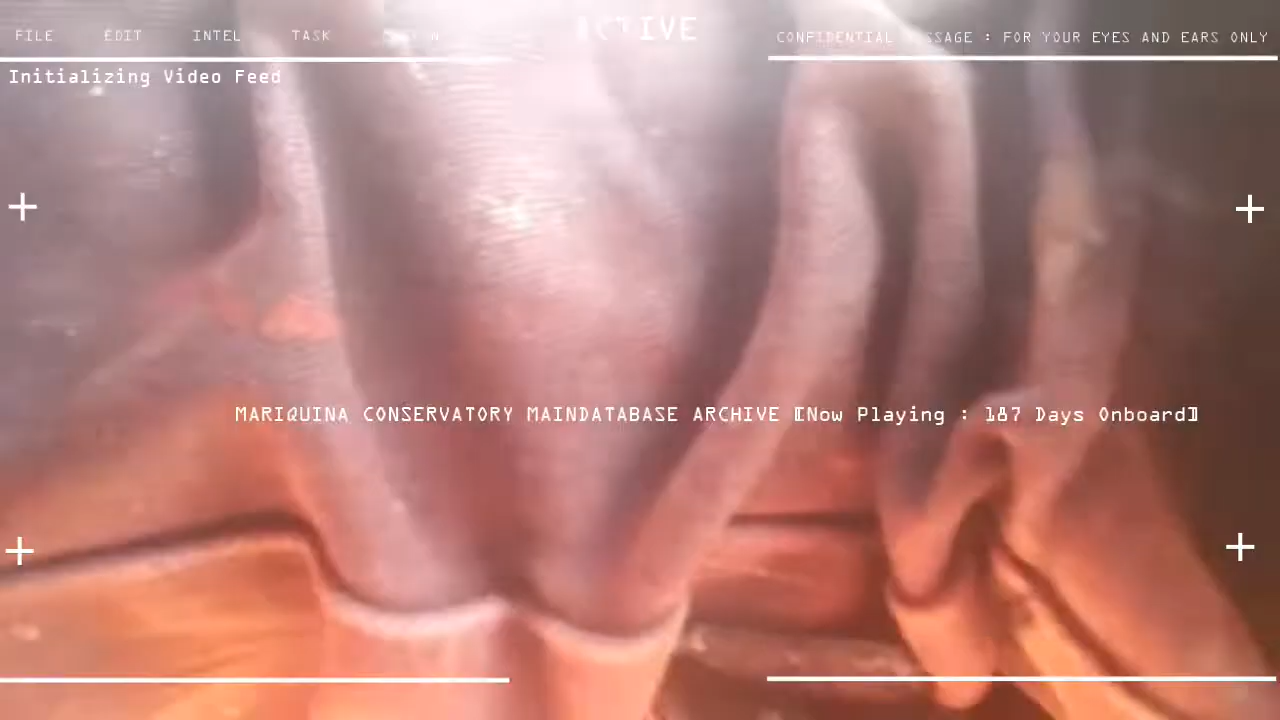 FILE EDIT INTEL TASK
CONFIDENTIAL : FOR YOUR EYES AND EARS ONLY
Initializing Video Feed
MARIQUINA CONSERVATORY MAINDATABASE ARCHIVE [Now Playing : 187 Days Onboard]